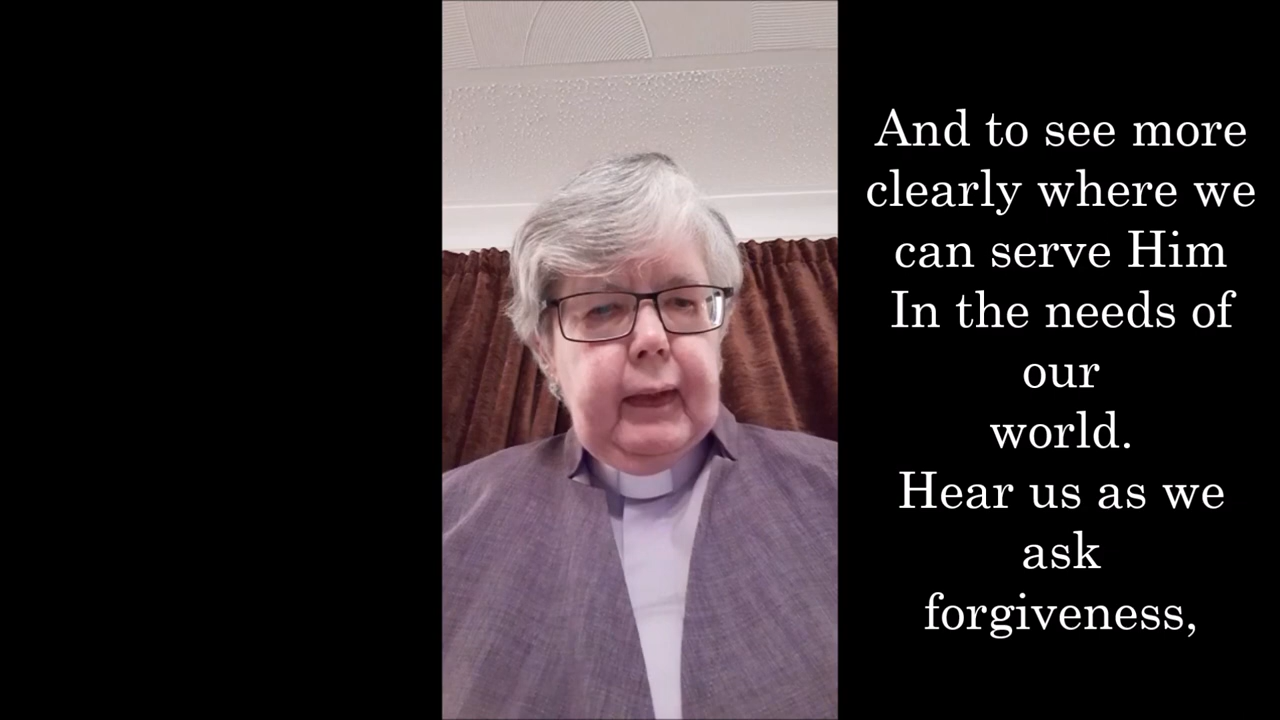 And to see more
clearly where we
can serve Him
In the needs of
our
world.
Hear us as we
ask
forgiveness,